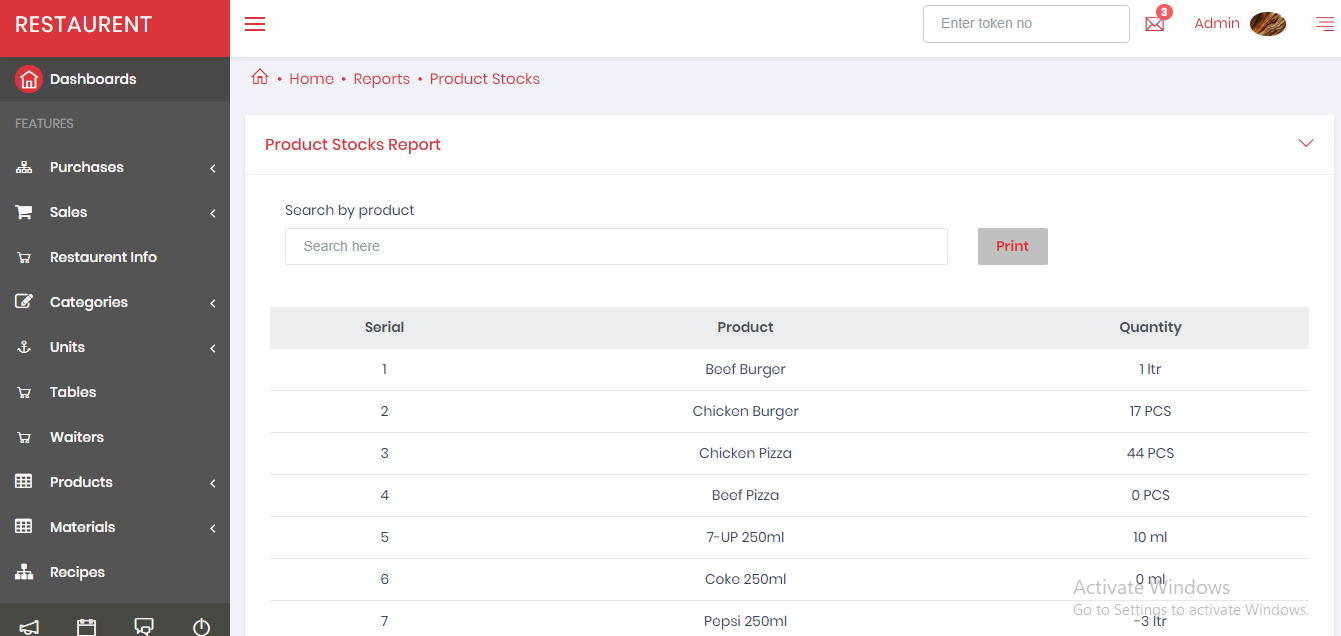 RESTAURENT
Enter token no
3
Admin
Dashboards
• Home • Reports • Product Stocks
FEATURES
Product Stocks Report
Purchases
Sales
Restaurent Info
Categories
Units
Tables
Waiters
Products
Materials
Recipes
Search by product
Search here
Print
Serial Product Quantity
1 Beef Burger 1 ltr
2 Chicken Burger 17 PCS
3 Chicken Pizza 44 PCS
4 Beef Pizza 0 PCS
5 7-UP 250ml 10 ml
6 Coke 250ml 0 ml
7 Pepsi 250ml -3 ltr
Activate Windows
Go to Settings to activate Windows.